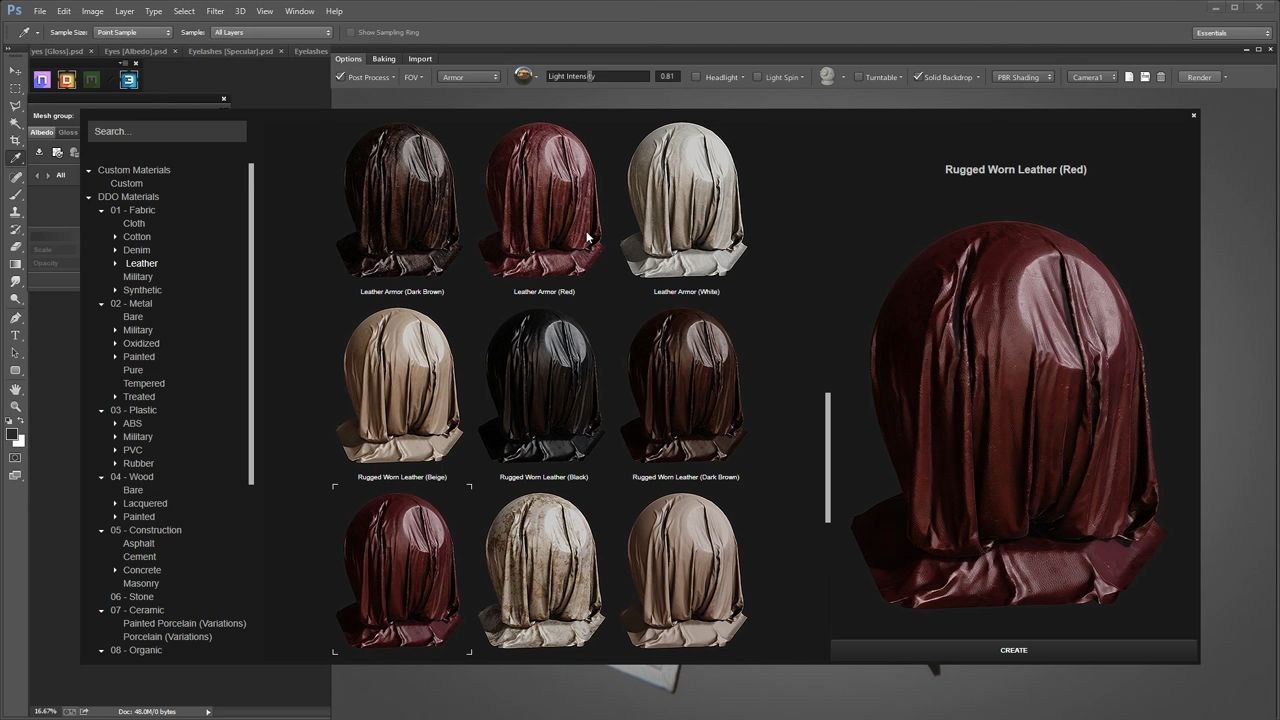 Ps File Edit Image Layer Type Select Filter 3D View Window Help
Sample Size: Point Sample Sample: All Layers Show Sampling Ring Essentials
yes [Gloss].psd × Eyes [Albedo].psd × Eyelashes [Specular].psd × Eyelashes
Options Baking Import
Post Process FOV Armor Light Intensity 0.81 Headlight Light Spin Turntable Solid Backdrop PBR Shading Camera1 Render
Mesh group:
Albedo Gloss
All
Scale
Opacity
Search...
Custom Materials
Custom
DDO Materials
01 - Fabric
Cloth
Cotton
Denim
Leather
Military
Synthetic
02 - Metal
Bare
Military
Oxidized
Painted
Pure
Tempered
Treated
03 - Plastic
ABS
Military
PVC
Rubber
04 - Wood
Bare
Lacquered
Painted
05 - Construction
Asphalt
Cement
Concrete
Masonry
06 - Stone
07 - Ceramic
Painted Porcelain (Variations)
Porcelain (Variations)
08 - Organic
Leather Armor (Dark Brown) Leather Armor (Red) Leather Armor (White)
Rugged Worn Leather (Beige) Rugged Worn Leather (Black) Rugged Worn Leather (Dark Brown)
Rugged Worn Leather (Red)
CREATE
16.67% Doc: 48.0M/0 bytes